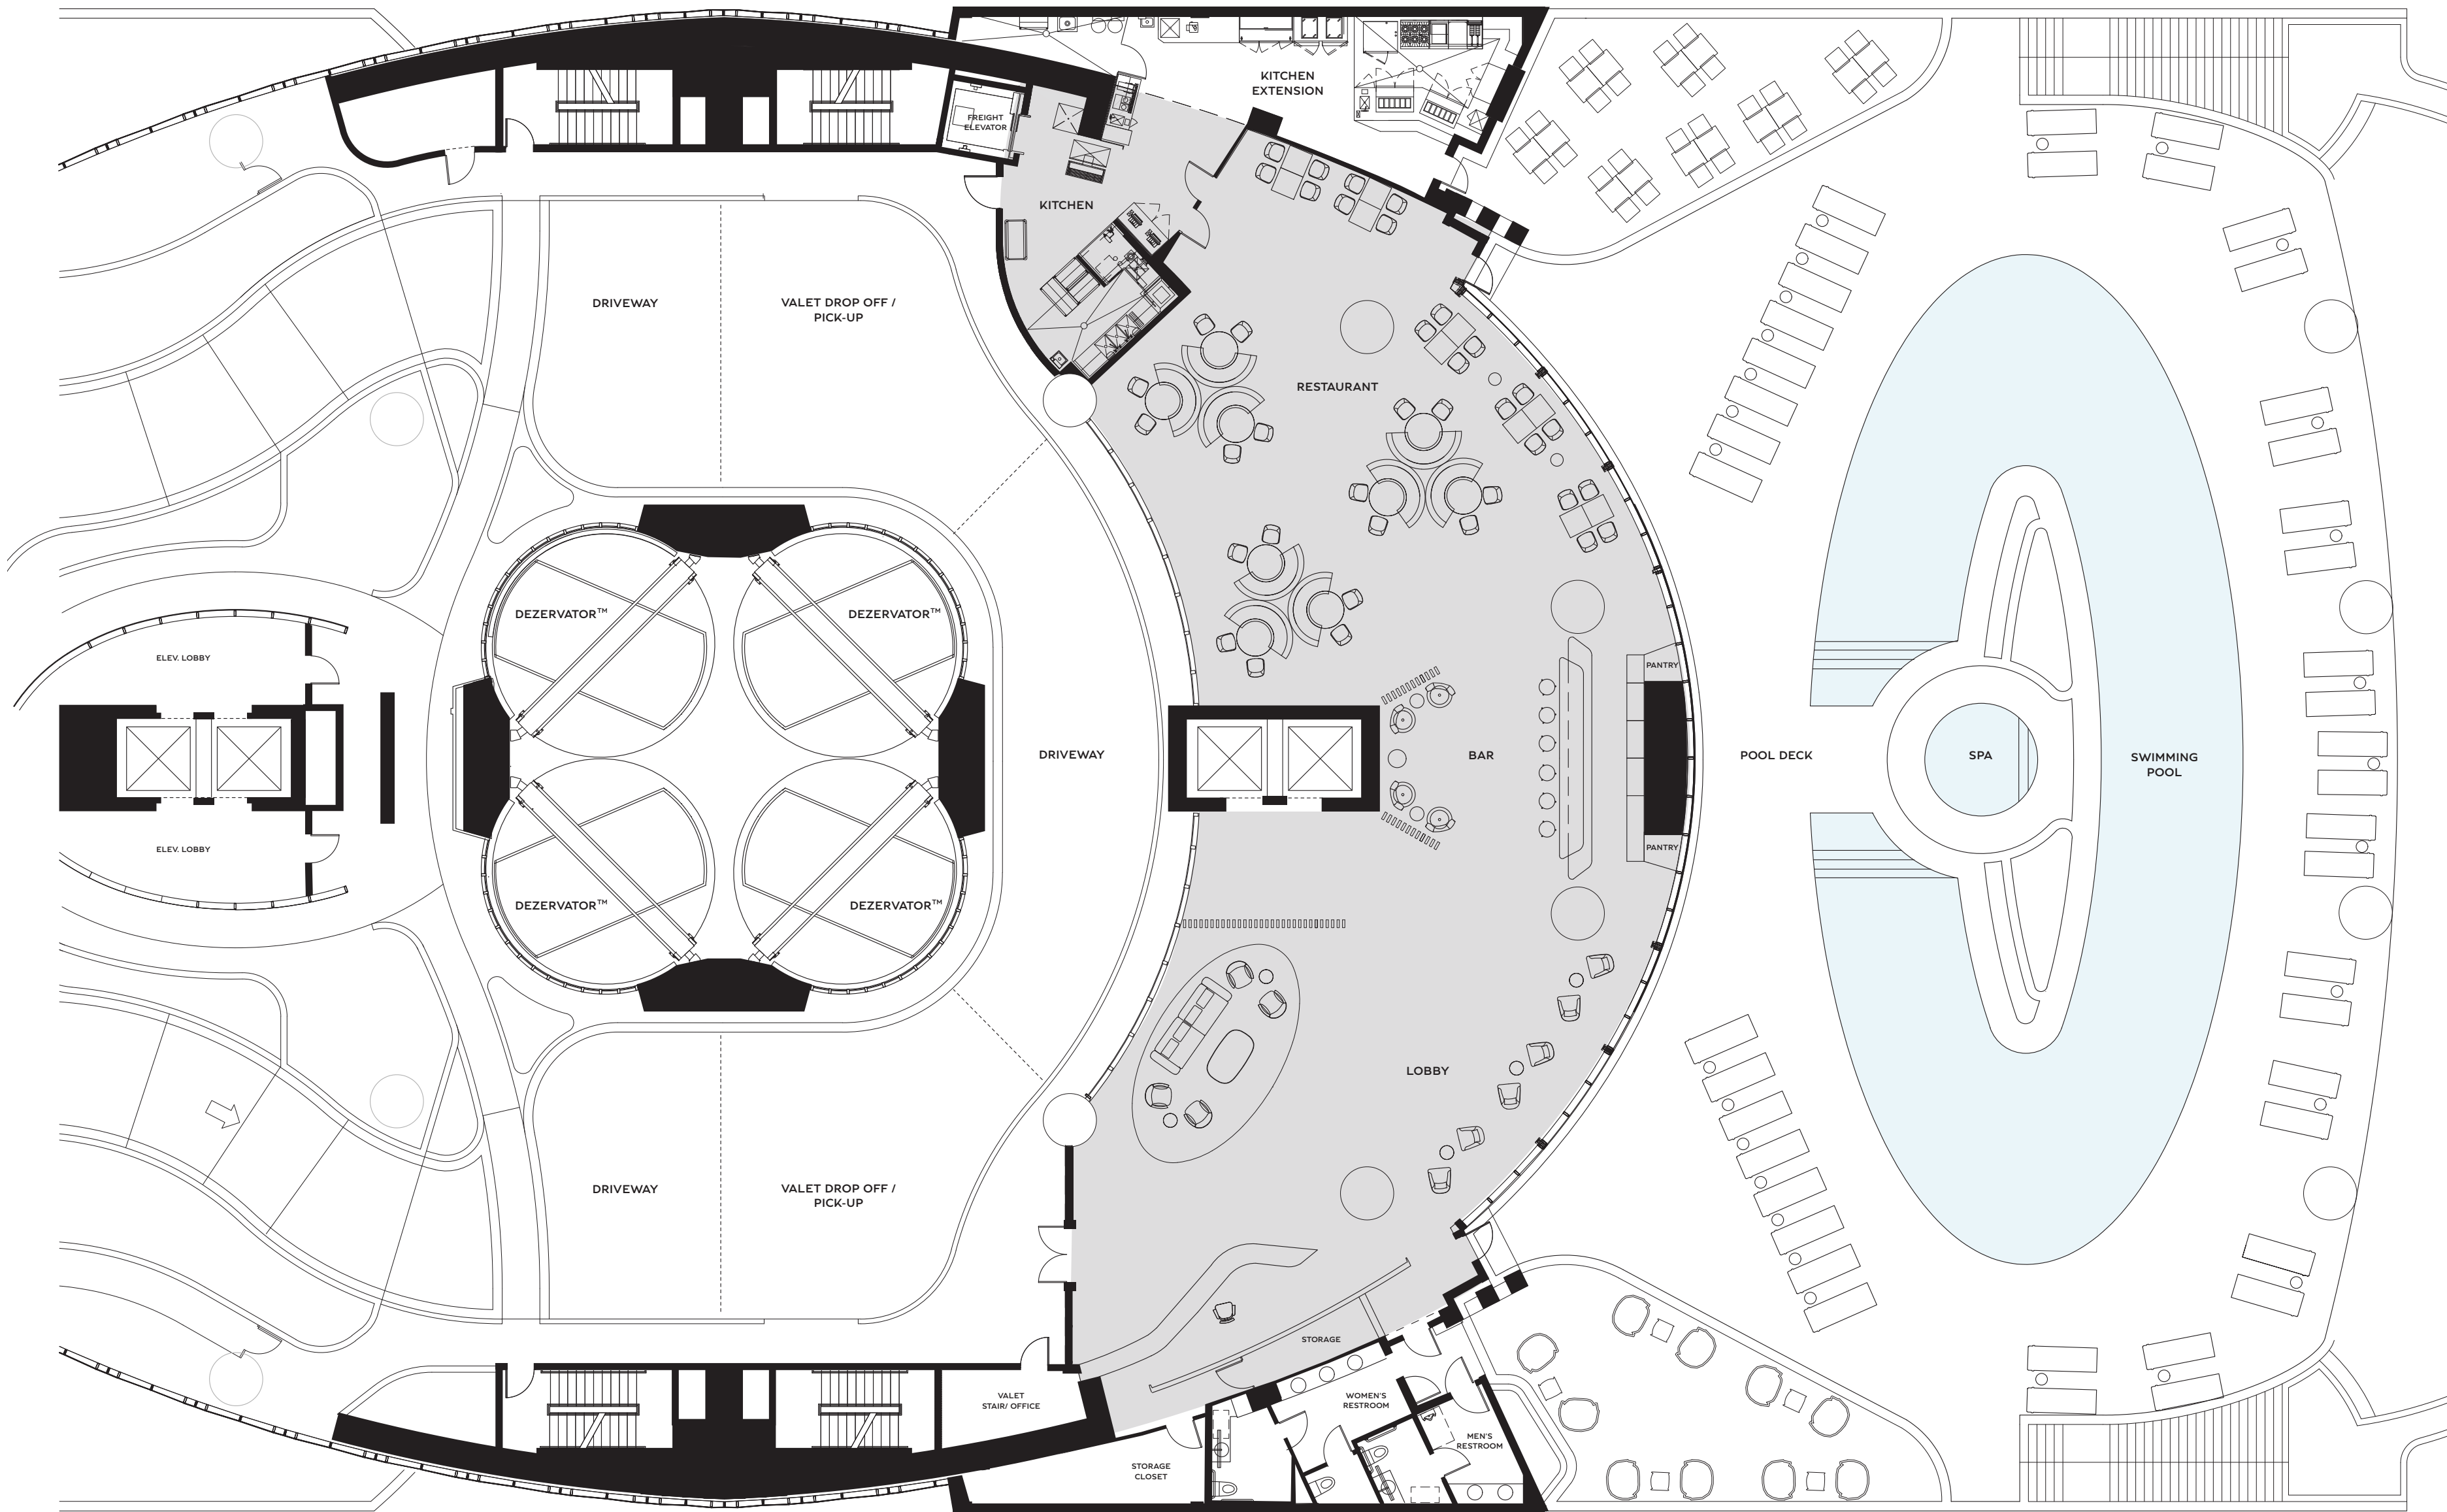 KITCHEN
EXTENSION
FREIGHT
ELEVATOR
KITCHEN
DRIVEWAY
VALET DROP OFF /
PICK-UP
RESTAURANT
DEZERVATOR™
DEZERVATOR™
ELEV. LOBBY
PANTRY
DRIVEWAY
BAR
POOL DECK
SPA
SWIMMING
POOL
ELEV. LOBBY
PANTRY
DEZERVATOR™
DEZERVATOR™
LOBBY
DRIVEWAY
VALET DROP OFF /
PICK-UP
STORAGE
VALET
STAIR/ OFFICE
WOMEN'S
RESTROOM
MEN'S
RESTROOM
STORAGE
CLOSET